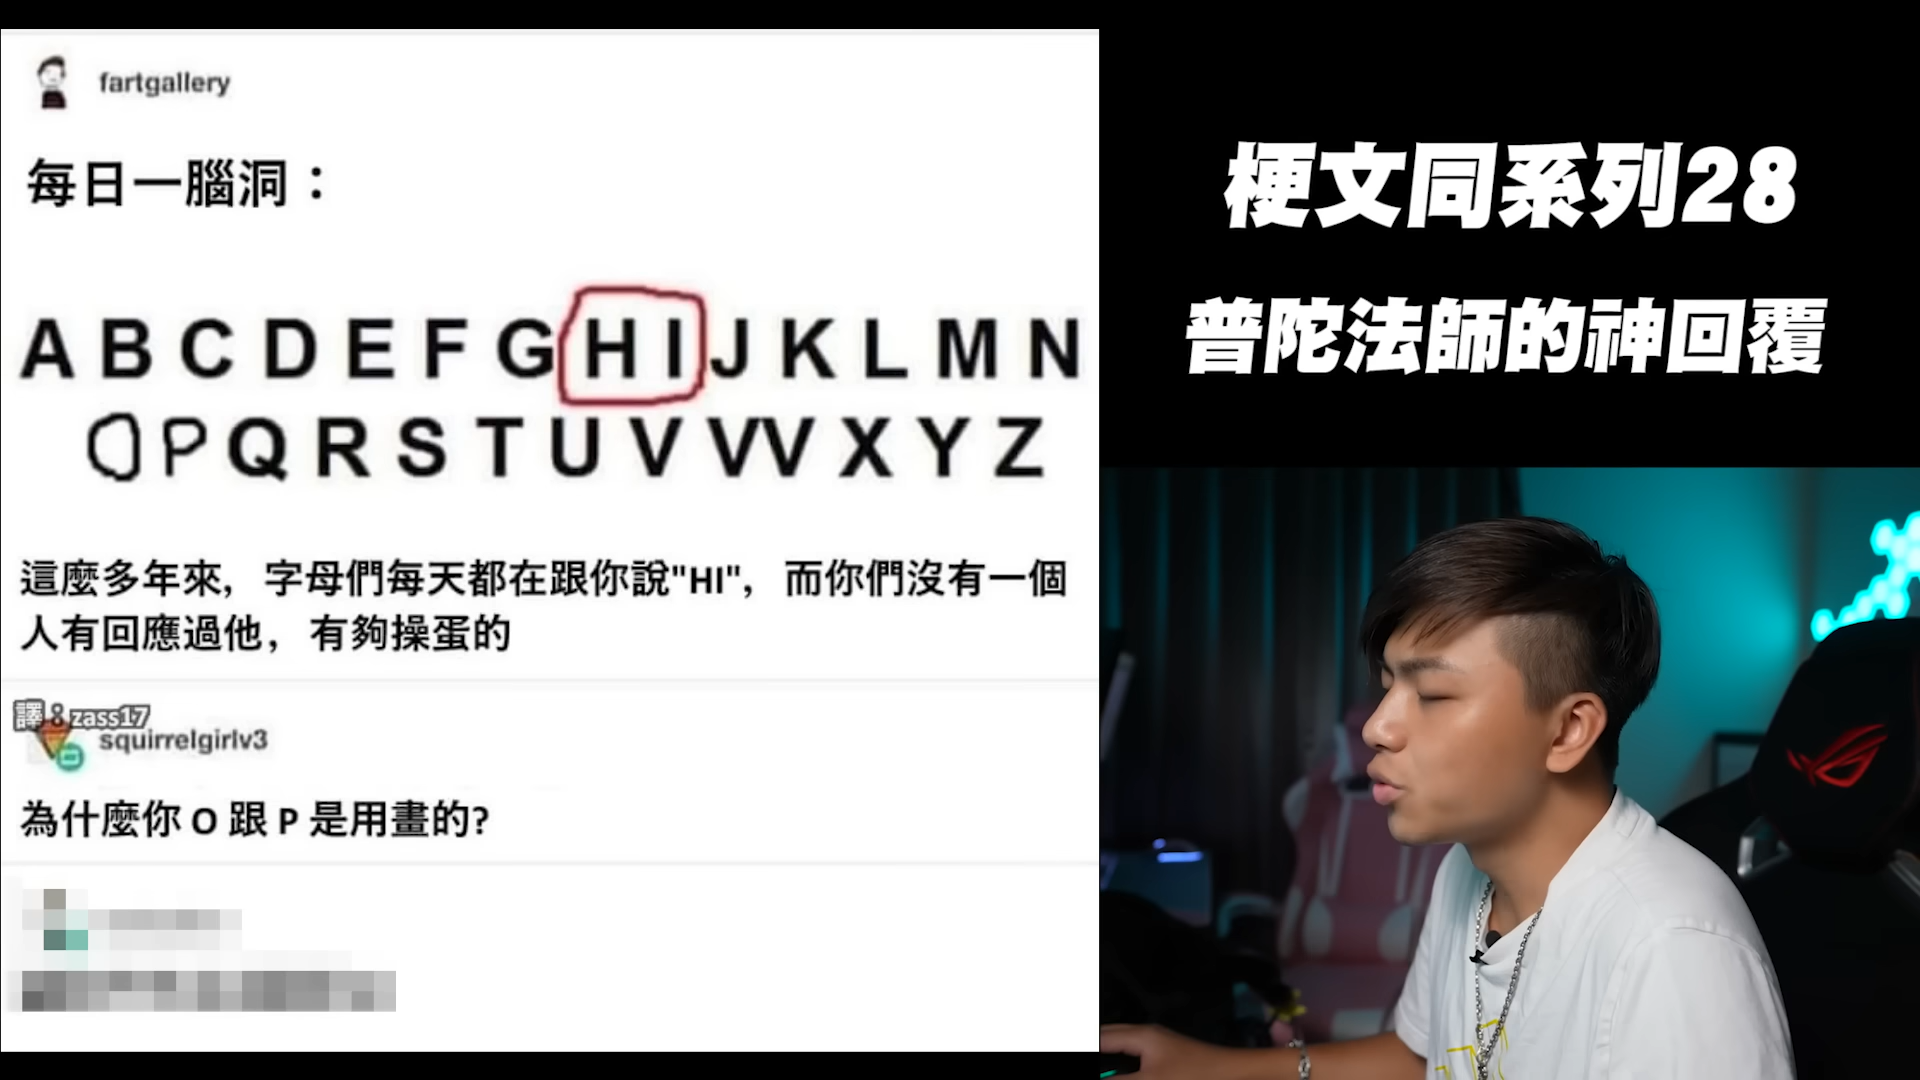 fartgallery
每日一腦洞：
A B C D E F G H I J K L M N
O P Q R S T U V W X Y Z
這麼多年來，字母們每天都在跟你說"HI"，而你們沒有一個
人有回應過他，有夠操蛋的
譯：zass17
squirrelgirlv3
為什麼你 O 跟 P 是用畫的?
梗文同系列28
普陀法師的神回覆